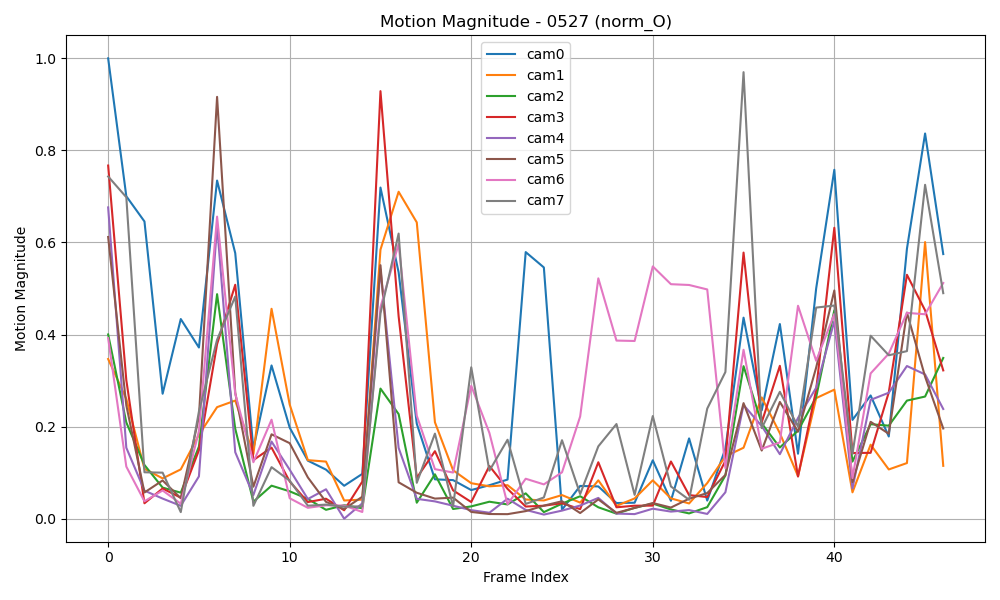 Motion Magnitude - 0527 (norm_O)
cam0
cam1
cam2
cam3
cam4
cam5
cam6
cam7
Motion Magnitude
1.0
0.8
0.6
0.4
0.2
0.0
0
10
20
30
40
Frame Index